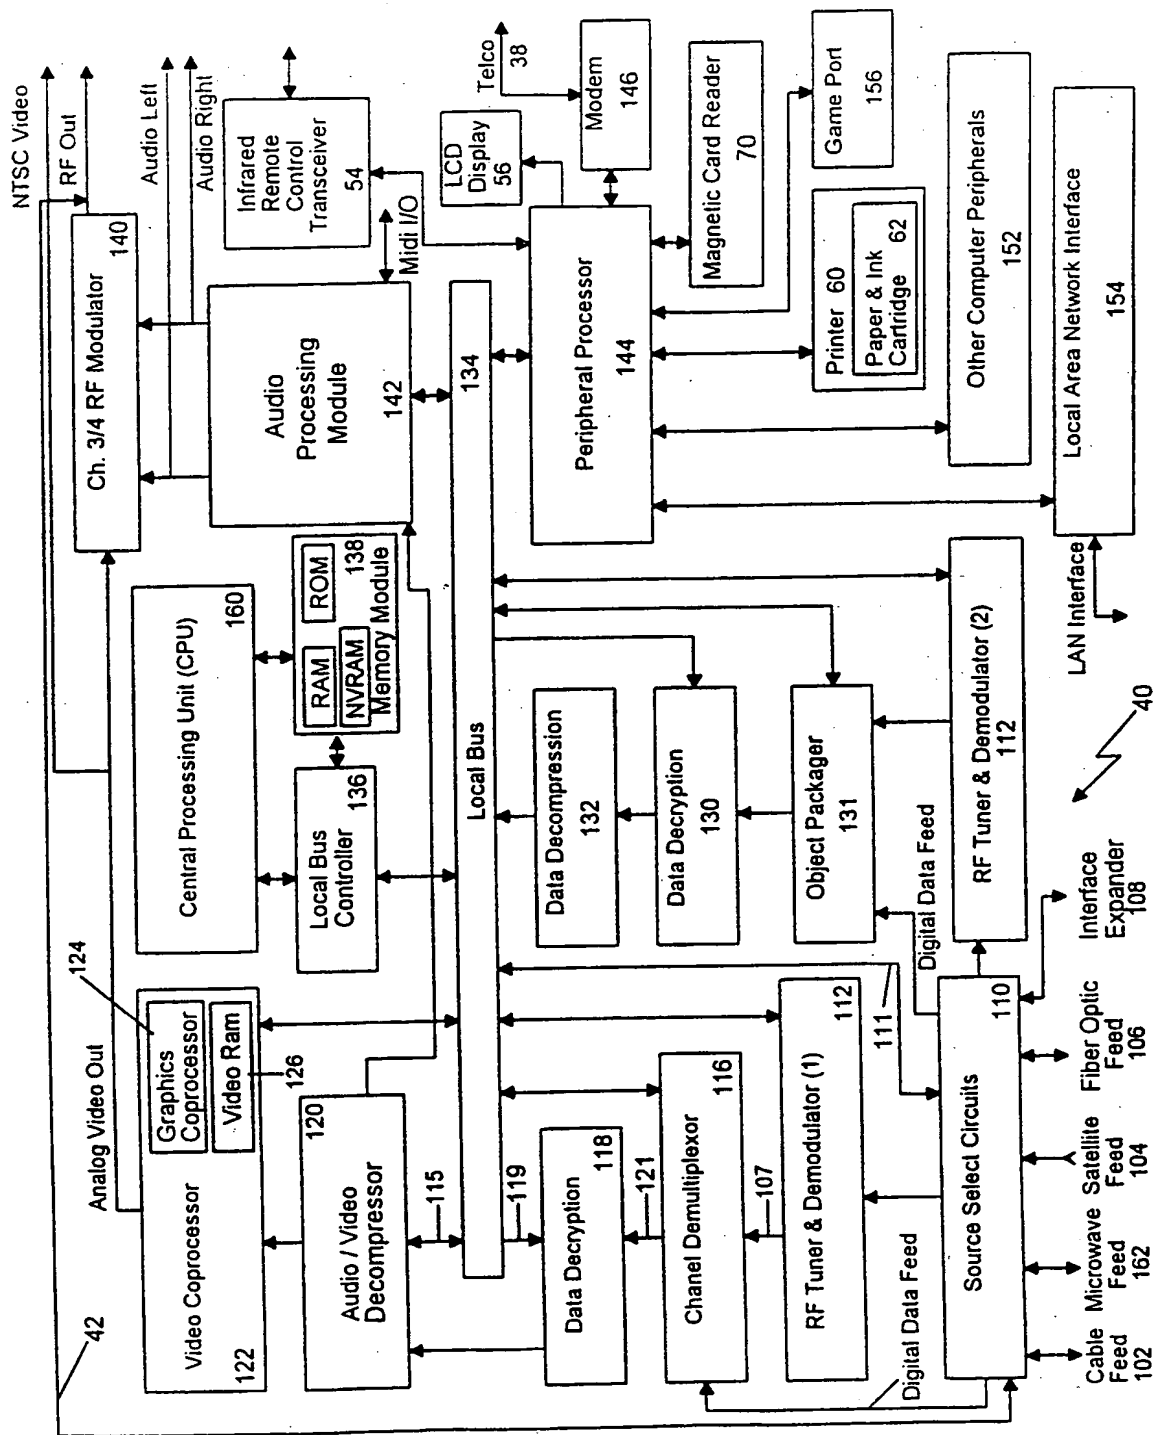 NTSC Video
RF Out
Audio Left
Audio Right
42
Analog Video Out
Ch. 3/4 RF Modulator
140
Infrared
Remote
Control
Transceiver
54
Telco
38
Modem
146
LCD
Display
56
Magnetic Card Reader
70
Game Port
156
Printer 60
Paper & Ink
Cartridge
62
Other Computer Peripherals
152
Local Area Network Interface
154
LAN Interface
Midi I/O
Audio
Processing
Module
142
Peripheral Processor
144
Central Processing Unit (CPU)
160
RAM
ROM
NVRAM
138
Memory Module
Local Bus
Controller
136
Local Bus
134
124
Graphics
Coprocessor
Video Ram
126
Video Coprocessor
122
Audio / Video
Decompressor
120
115
119
Data Decryption
118
121
Chanel Demultiplexor
116
107
RF Tuner & Demodulator (1)
112
Digital Data Feed
Data Decompression
132
Data Decryption
130
Object Packager
131
Digital Data Feed
111
RF Tuner & Demodulator (2)
112
Source Select Circuits
110
Cable
Feed
102
Microwave
Feed
162
Satellite
Feed
104
Fiber Optic
Feed
106
Interface
Expander
108
40